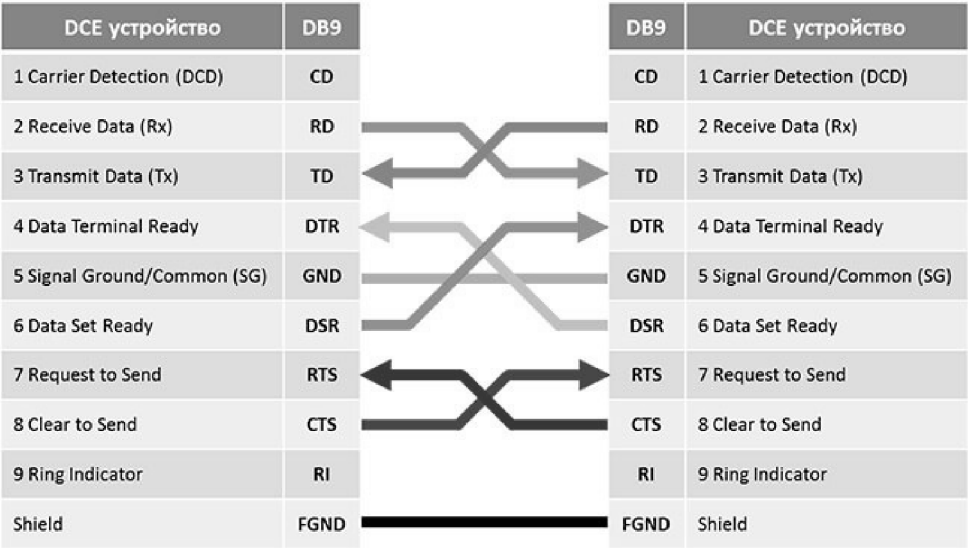 DCE устройство DB9 DB9 DCE устройство
1 Carrier Detection (DCD) CD CD 1 Carrier Detection (DCD)
2 Receive Data (Rx) RD RD 2 Receive Data (Rx)
3 Transmit Data (Tx) TD TD 3 Transmit Data (Tx)
4 Data Terminal Ready DTR DTR 4 Data Terminal Ready
5 Signal Ground/Common (SG) GND GND 5 Signal Ground/Common (SG)
6 Data Set Ready DSR DSR 6 Data Set Ready
7 Request to Send RTS RTS 7 Request to Send
8 Clear to Send CTS CTS 8 Clear to Send
9 Ring Indicator RI RI 9 Ring Indicator
Shield FGND FGND Shield